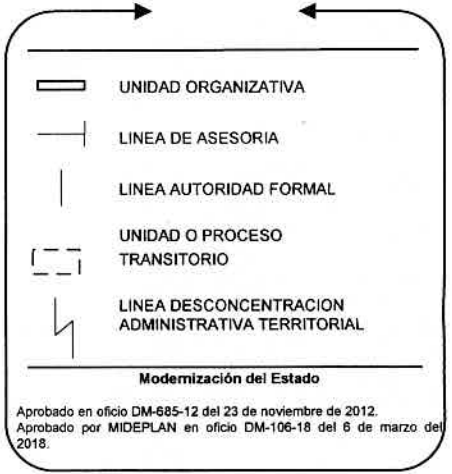 UNIDAD ORGANIZATIVA
LINEA DE ASESORIA
LINEA AUTORIDAD FORMAL
UNIDAD O PROCESO
TRANSITORIO
LINEA DESCONCENTRACION
ADMINISTRATIVA TERRITORIAL
Modernización del Estado
Aprobado en oficio DM-685-12 del 23 de noviembre de 2012.
Aprobado por MIDEPLAN en oficio DM-106-18 del 6 de marzo del
2018.